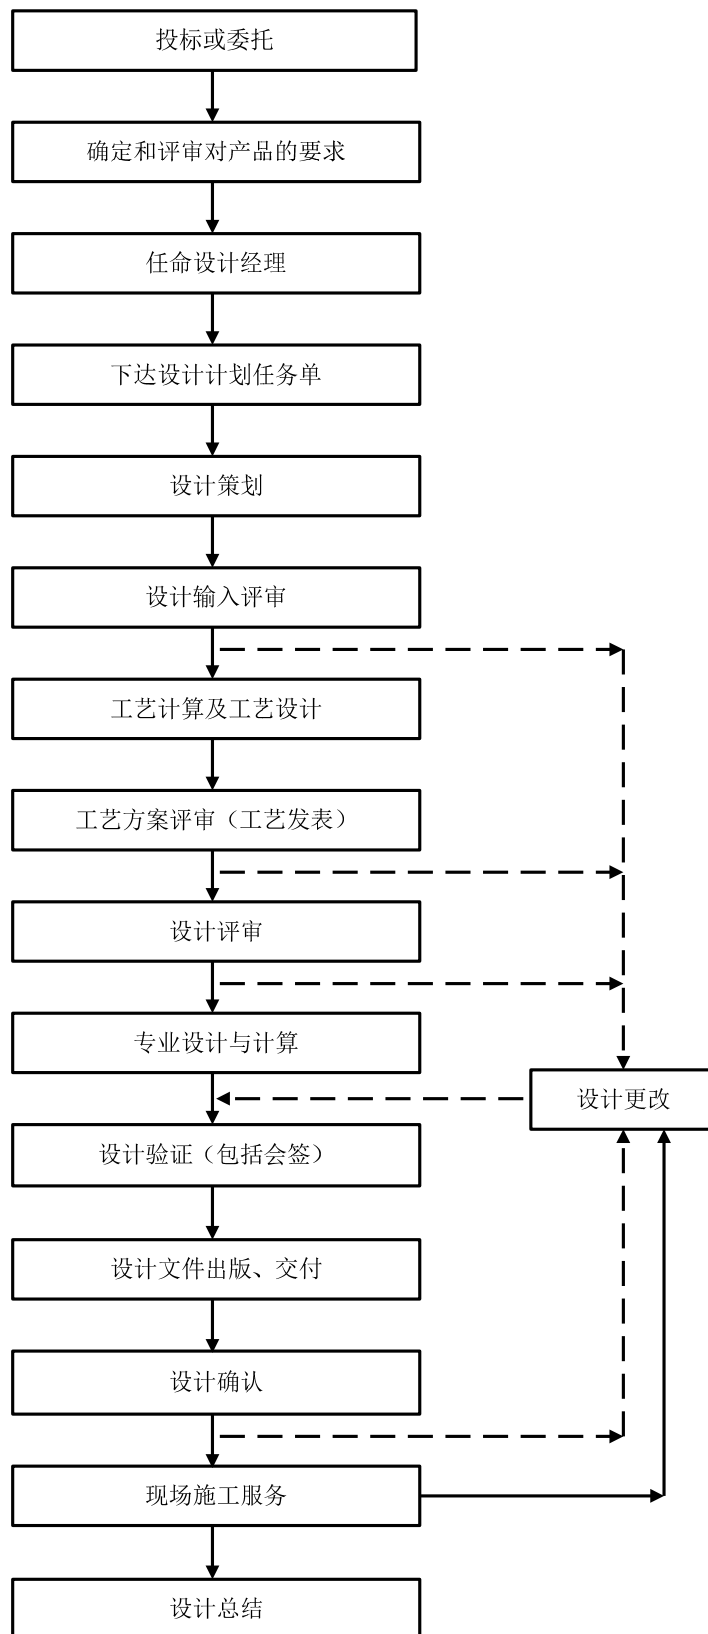 投标或委托
确定和评审对产品的要求
任命设计经理
下达设计计划任务单
设计策划
设计输入评审
工艺计算及工艺设计
工艺方案评审（工艺发表）
设计评审
专业设计与计算
设计更改
设计验证（包括会签）
设计文件出版、交付
设计确认
现场施工服务
设计总结